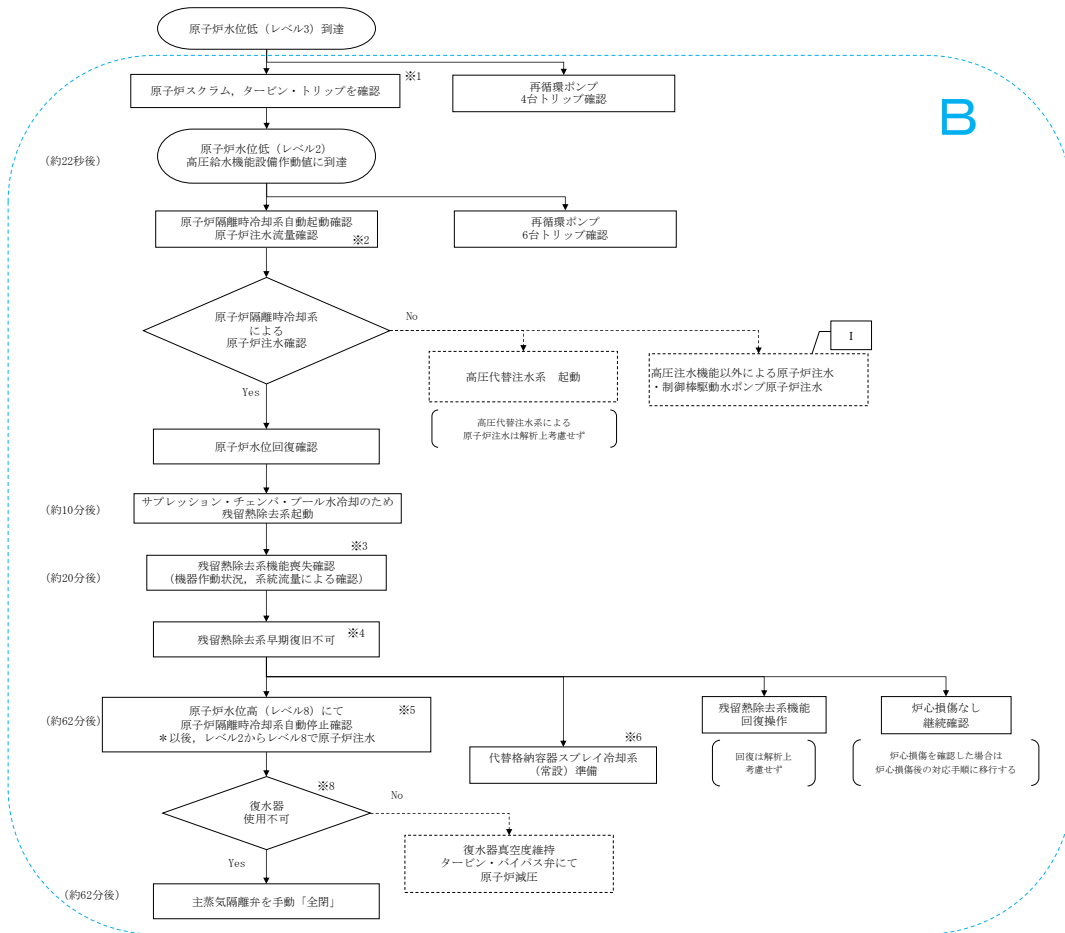 原子炉水位低（レベル3）到達
※1
原子炉スクラム，タービン・トリップを確認
再循環ポンプ
4台トリップ確認
B
(約22秒後)
原子炉水位低（レベル2）
高圧給水機能設備作動値に到達
原子炉隔離時冷却系自動起動確認
原子炉注水流量確認
※2
再循環ポンプ
6台トリップ確認
原子炉隔離時冷却系
による
原子炉注水確認
No
Yes
I
高圧代替注水系　起動
高圧注水機能以外による原子炉注水
・制御棒駆動水ポンプ原子炉注水
高圧代替注水系による
原子炉注水は解析上考慮せず
原子炉水位回復確認
(約10分後)
サプレッション・チェンバ・プール水冷却のため
残留熱除去系起動
※3
(約20分後)
残留熱除去系機能喪失確認
（機器作動状況，系統流量による確認）
※4
残留熱除去系早期復旧不可
(約62分後)
原子炉水位高（レベル8）にて
原子炉隔離時冷却系自動停止確認
＊以後，レベル2からレベル8で原子炉注水
※5
※6
代替格納容器スプレイ冷却系
（常設）準備
残留熱除去系機能
回復操作
回復は解析上
考慮せず
炉心損傷なし
継続確認
炉心損傷を確認した場合は
炉心損傷後の対応手順に移行する
※8
復水器
使用不可
No
Yes
復水器真空度維持
タービン・バイパス弁にて
原子炉減圧
(約62分後)
主蒸気隔離弁を手動「全閉」